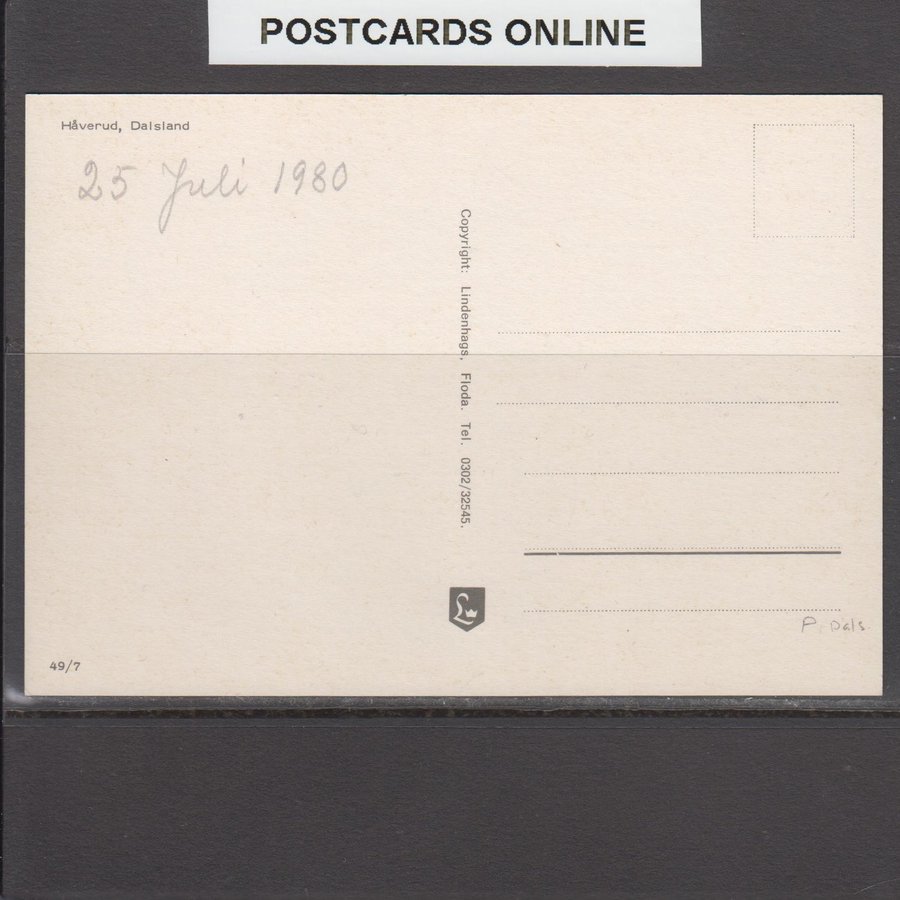 POSTCARDS ONLINE
Håverud, Dalsland
25 Juli 1980
Copyright: Lindenhags, Floda. Tel. 0302/32545.
L
P. Dals
49/7